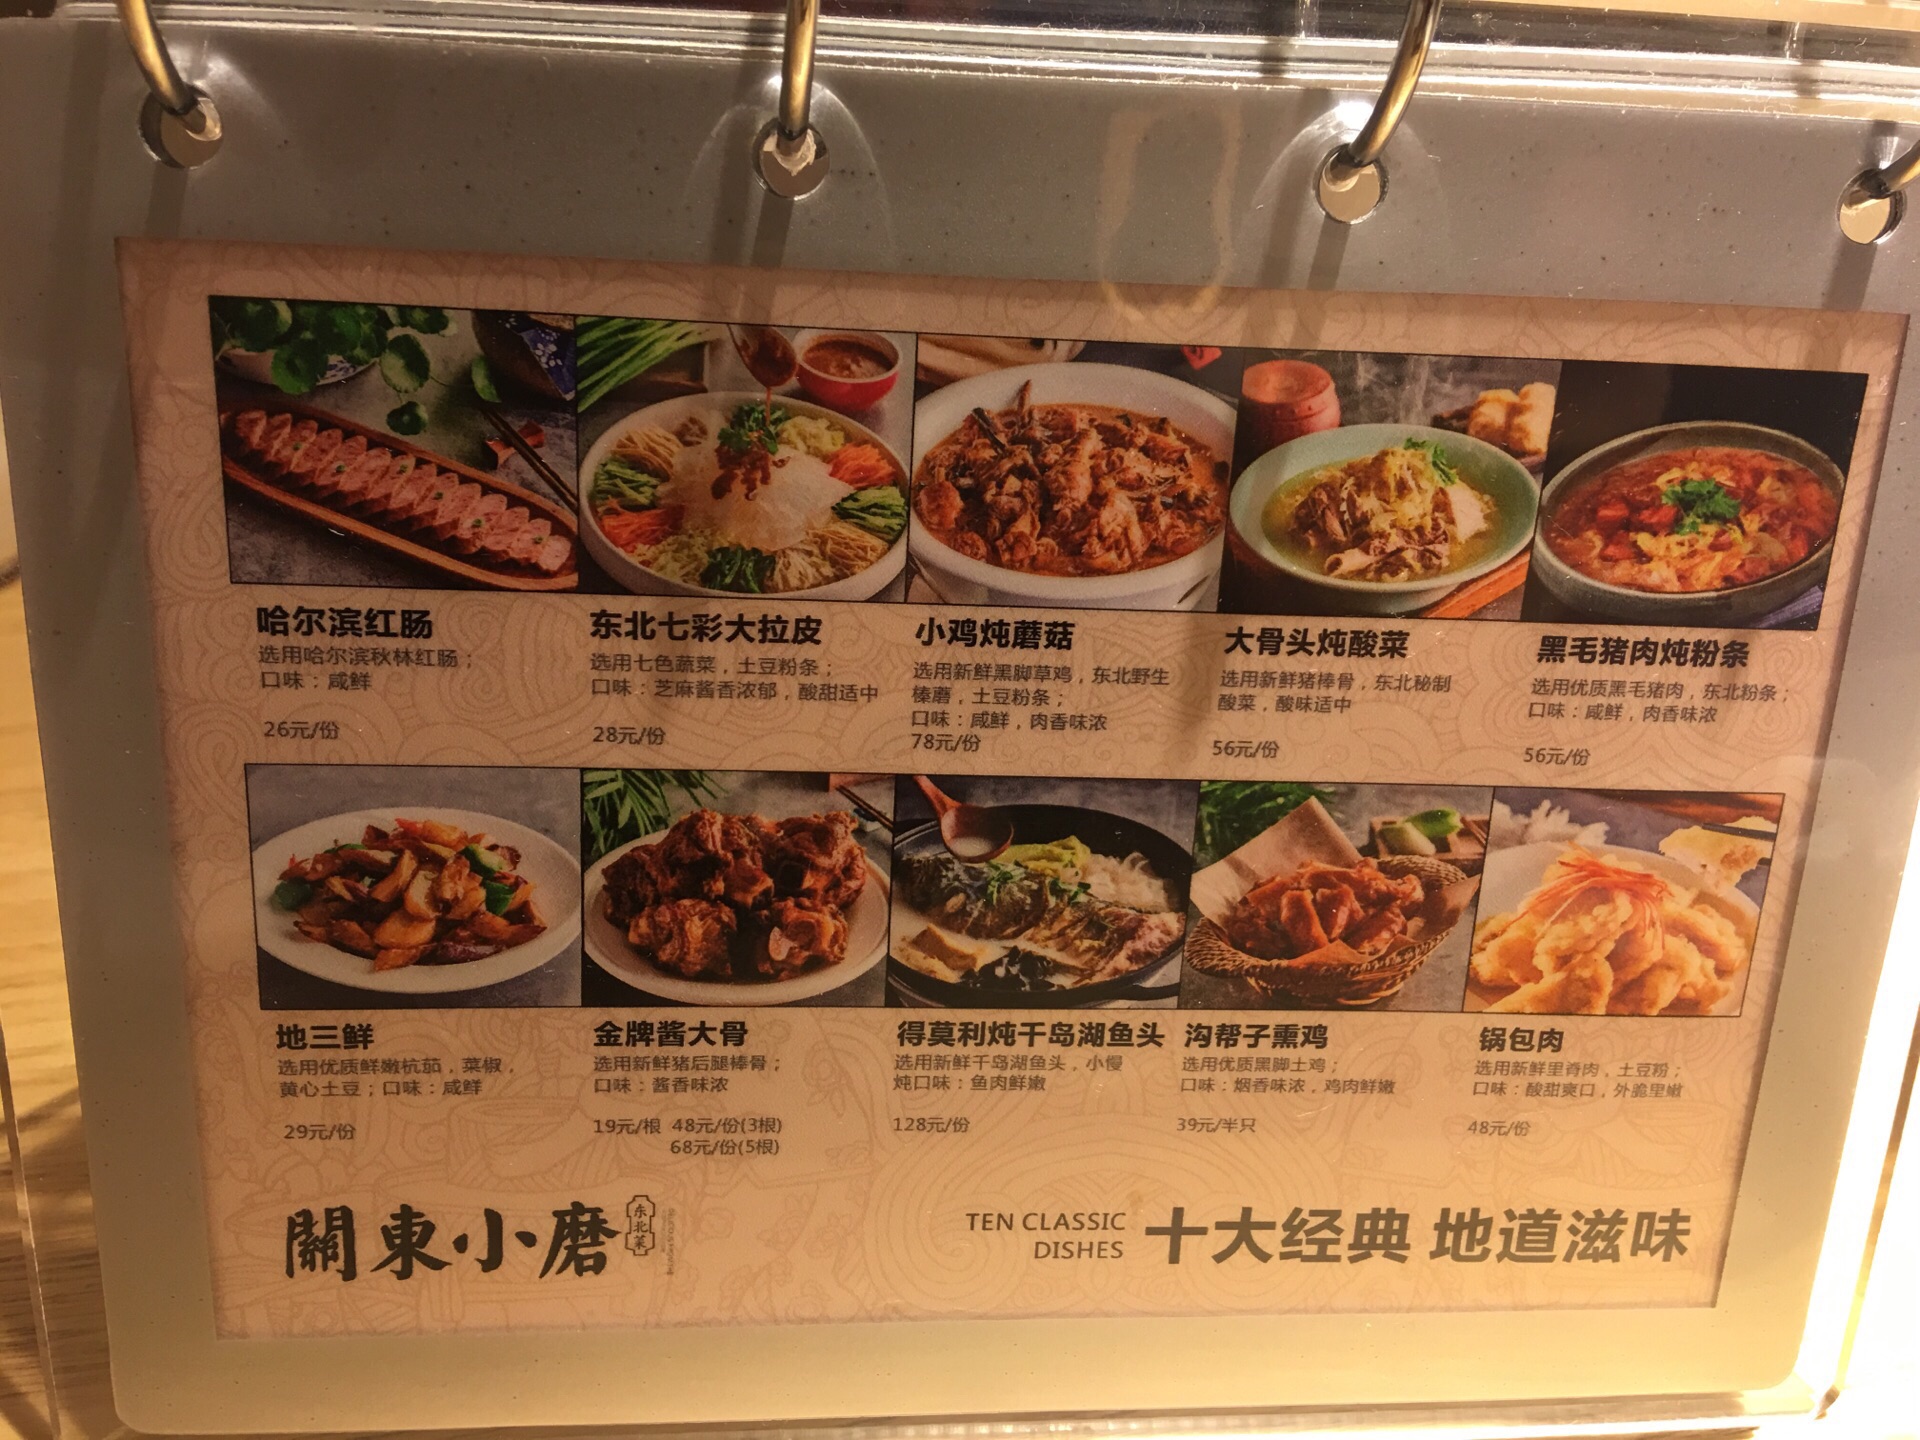 哈尔滨红肠
选用哈尔滨秋林红肠；
口味：咸鲜
26元/份
东北七彩大拉皮
选用七色蔬菜，土豆粉条；
口味：芝麻酱香浓郁，酸甜适中
28元/份
小鸡炖蘑菇
选用新鲜黑脚草鸡，东北野生
榛蘑，土豆粉条；
口味：咸鲜，肉香味浓
78元/份
大骨头炖酸菜
选用新鲜猪棒骨，东北秘制
酸菜，酸味适中
56元/份
黑毛猪肉炖粉条
选用优质黑毛猪肉，东北粉条；
口味：咸鲜，肉香味浓
56元/份
地三鲜
选用优质鲜嫩杭茄，菜椒，
黄心土豆；口味：咸鲜
29元/份
金牌酱大骨
选用新鲜猪后腿棒骨；
口味：酱香味浓
19元/根 48元/份(3根)
68元/份(5根)
得莫利炖千岛湖鱼头
选用新鲜千岛湖鱼头，小慢
炖口味：鱼肉鲜嫩
128元/份
沟帮子熏鸡
选用优质黑脚土鸡；
口味：烟香味浓，鸡肉鲜嫩
39元/半只
锅包肉
选用新鲜里脊肉，土豆粉；
口味：酸甜爽口，外脆里嫩
48元/份
關東小磨
东北菜
TEN CLASSIC
DISHES
十大经典 地道滋味